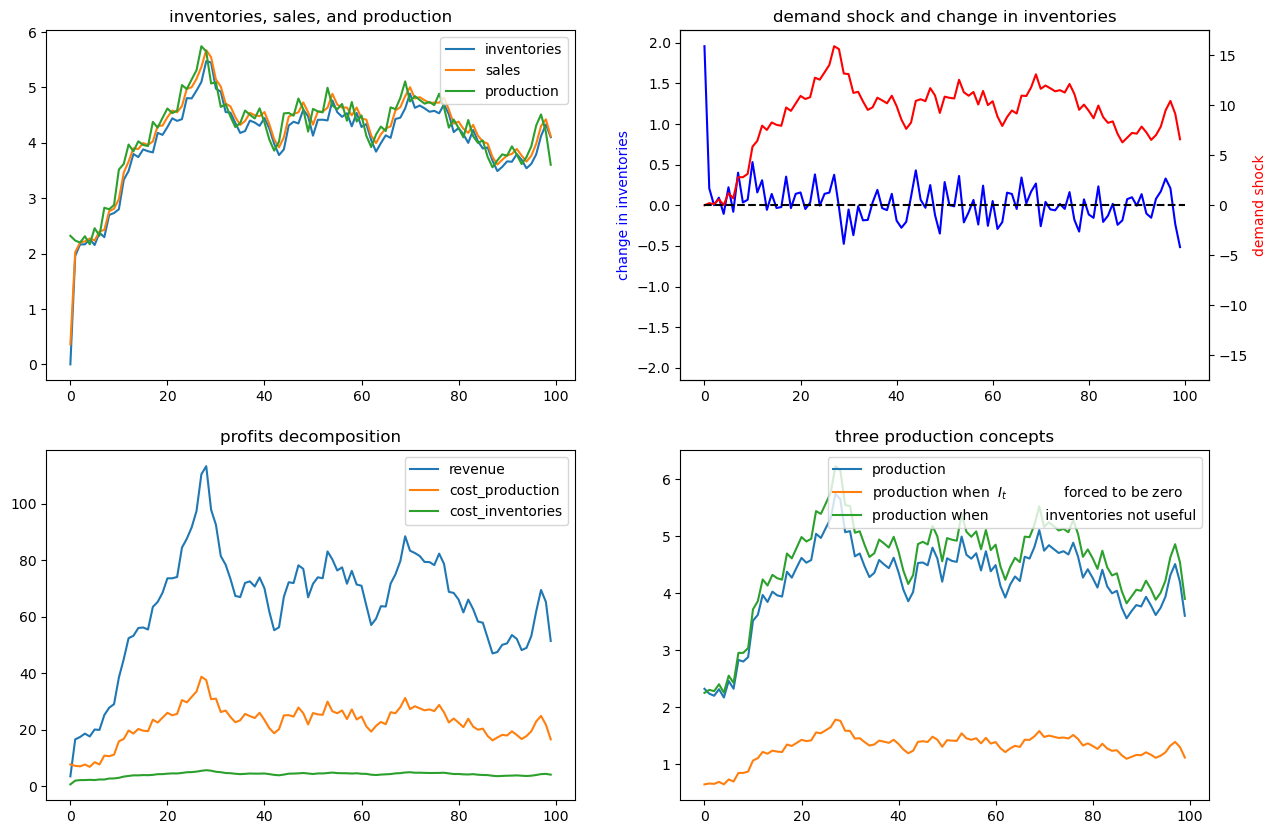 inventories, sales, and production
6
5
4
3
2
1
0
0 20 40 60 80 100
inventories
sales
production
demand shock and change in inventories
2.0
1.5
1.0
0.5
0.0
−0.5
−1.0
−1.5
−2.0
change in inventories
15
10
5
0
−5
−10
−15
demand shock
0 20 40 60 80 100
profits decomposition
100
80
60
40
20
0
0 20 40 60 80 100
revenue
cost_production
cost_inventories
three production concepts
6
5
4
3
2
1
0 20 40 60 80 100
production
production when I_t forced to be zero
production when inventories not useful